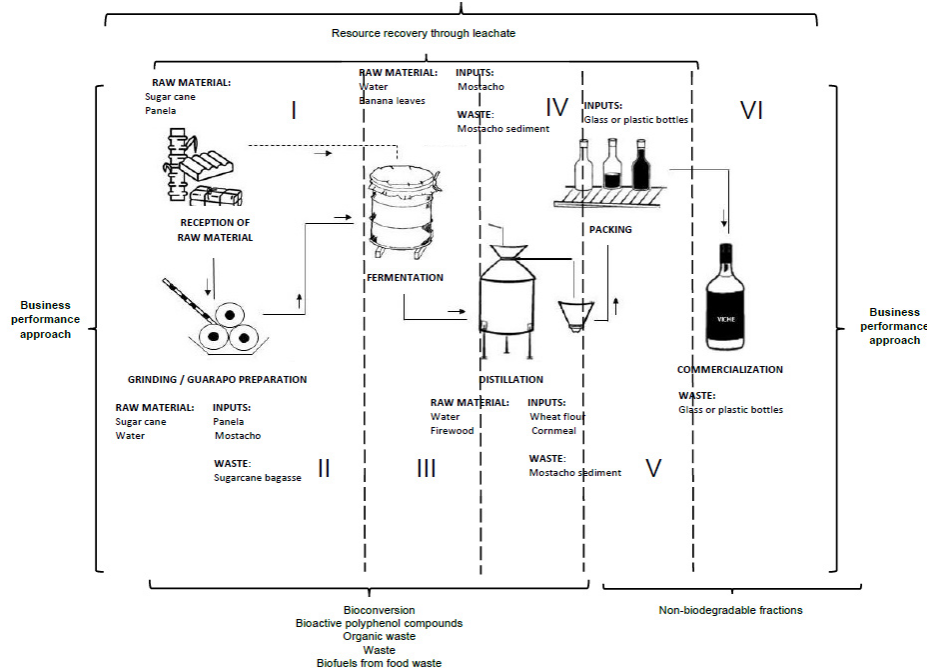 Resource recovery through leachate
RAW MATERIAL:
Sugar cane
Panela
I
RAW MATERIAL:
Water
Banana leaves
INPUTS:
Mostacho
WASTE:
Mostacho sediment
IV
INPUTS:
Glass or plastic bottles
VI
RECEPTION OF
RAW MATERIAL
FERMENTATION
PACKING
Business
performance
approach
VICHE
Business
performance
approach
GRINDING / GUARAPO PREPARATION
DISTILLATION
COMMERCIALIZATION
RAW MATERIAL:
Sugar cane
Water
INPUTS:
Panela
Mostacho
WASTE:
Sugarcane bagasse
II
RAW MATERIAL:
Water
Firewood
III
INPUTS:
Wheat flour
Cornmeal
WASTE:
Mostacho sediment
V
WASTE:
Glass or plastic bottles
Bioconversion
Bioactive polyphenol compounds
Organic waste
Waste
Biofuels from food waste
Non-biodegradable fractions